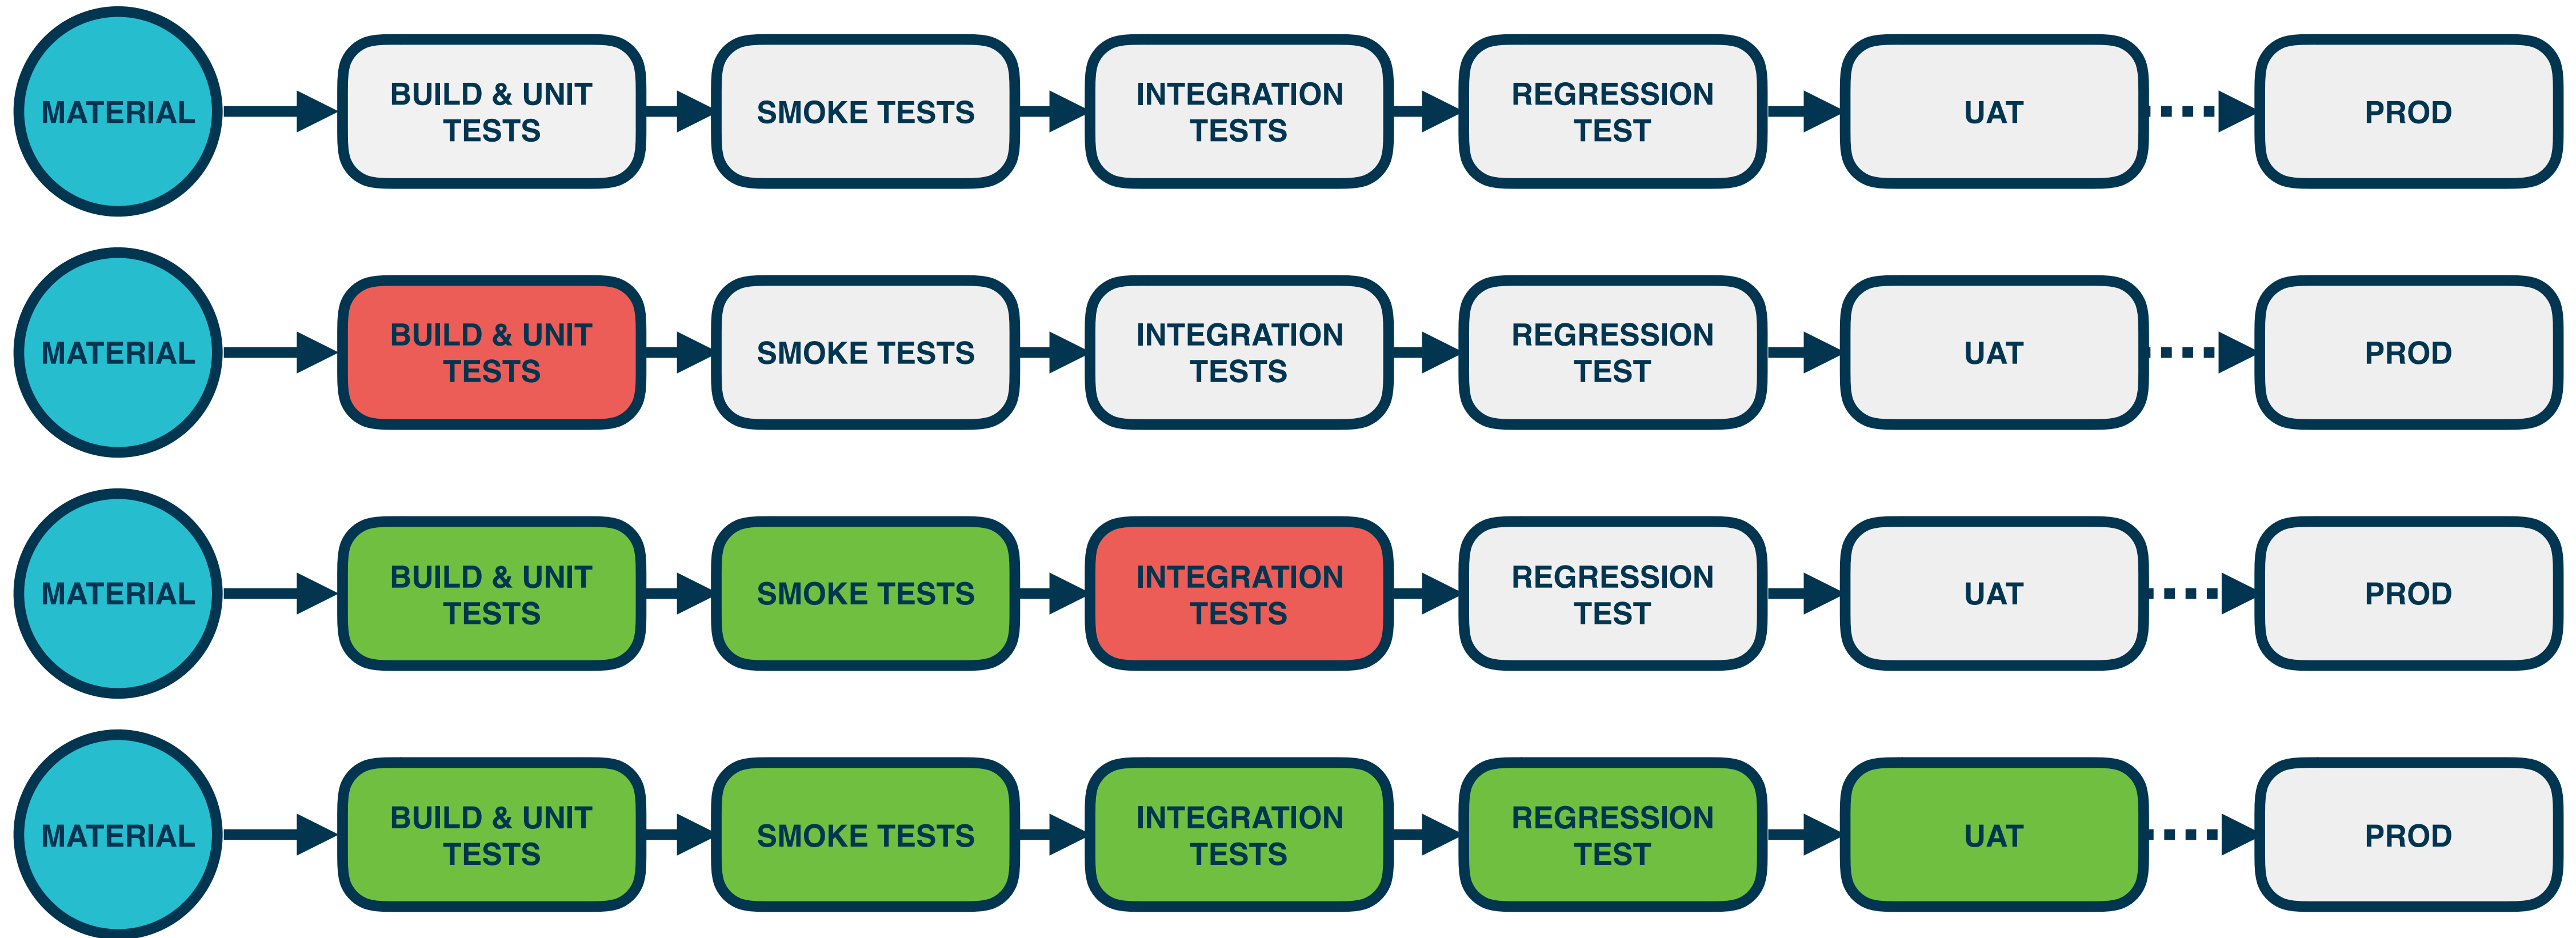 MATERIAL
BUILD & UNIT
TESTS
SMOKE TESTS
INTEGRATION
TESTS
REGRESSION
TEST
UAT
PROD
MATERIAL
BUILD & UNIT
TESTS
SMOKE TESTS
INTEGRATION
TESTS
REGRESSION
TEST
UAT
PROD
MATERIAL
BUILD & UNIT
TESTS
SMOKE TESTS
INTEGRATION
TESTS
REGRESSION
TEST
UAT
PROD
MATERIAL
BUILD & UNIT
TESTS
SMOKE TESTS
INTEGRATION
TESTS
REGRESSION
TEST
UAT
PROD